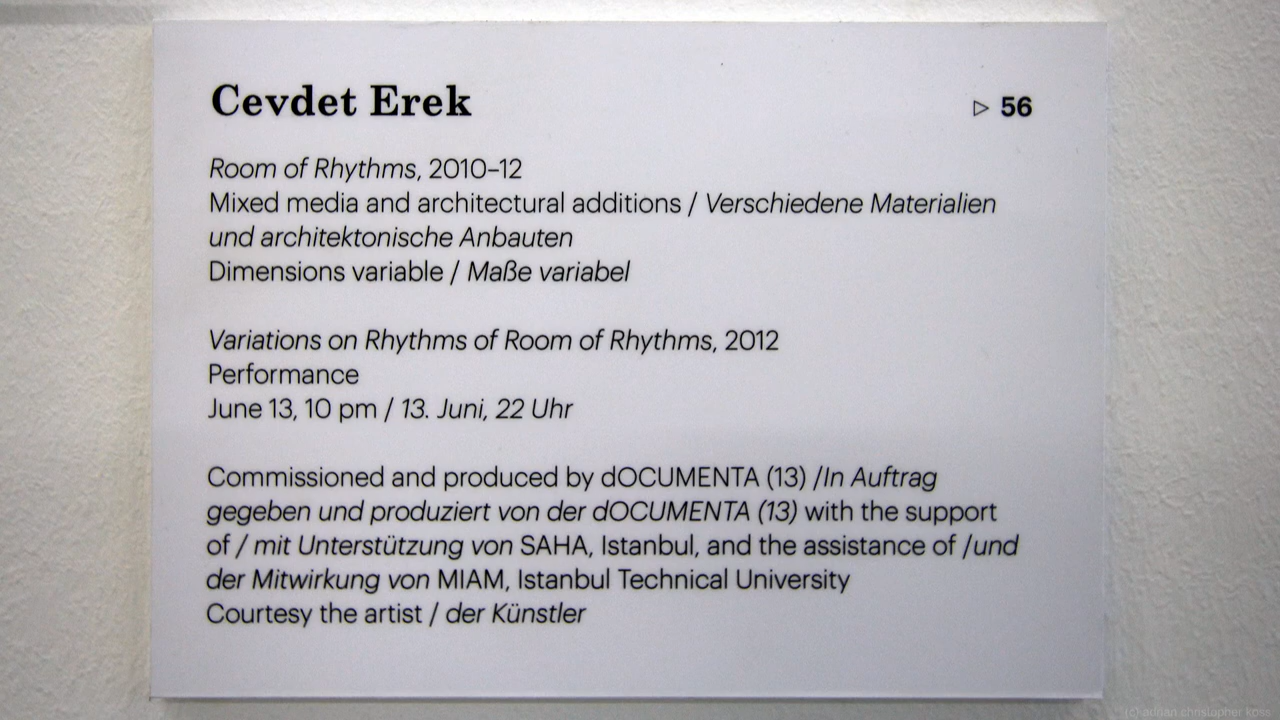 Cevdet Erek
▷ 56
Room of Rhythms, 2010–12
Mixed media and architectural additions / Verschiedene Materialien
und architektonische Anbauten
Dimensions variable / Maße variabel
Variations on Rhythms of Room of Rhythms, 2012
Performance
June 13, 10 pm / 13. Juni, 22 Uhr
Commissioned and produced by dOCUMENTA (13) /In Auftrag
gegeben und produziert von der dOCUMENTA (13) with the support
of / mit Unterstützung von SAHA, Istanbul, and the assistance of /und
der Mitwirkung von MIAM, Istanbul Technical University
Courtesy the artist / der Künstler
(c) adrian christopher koss